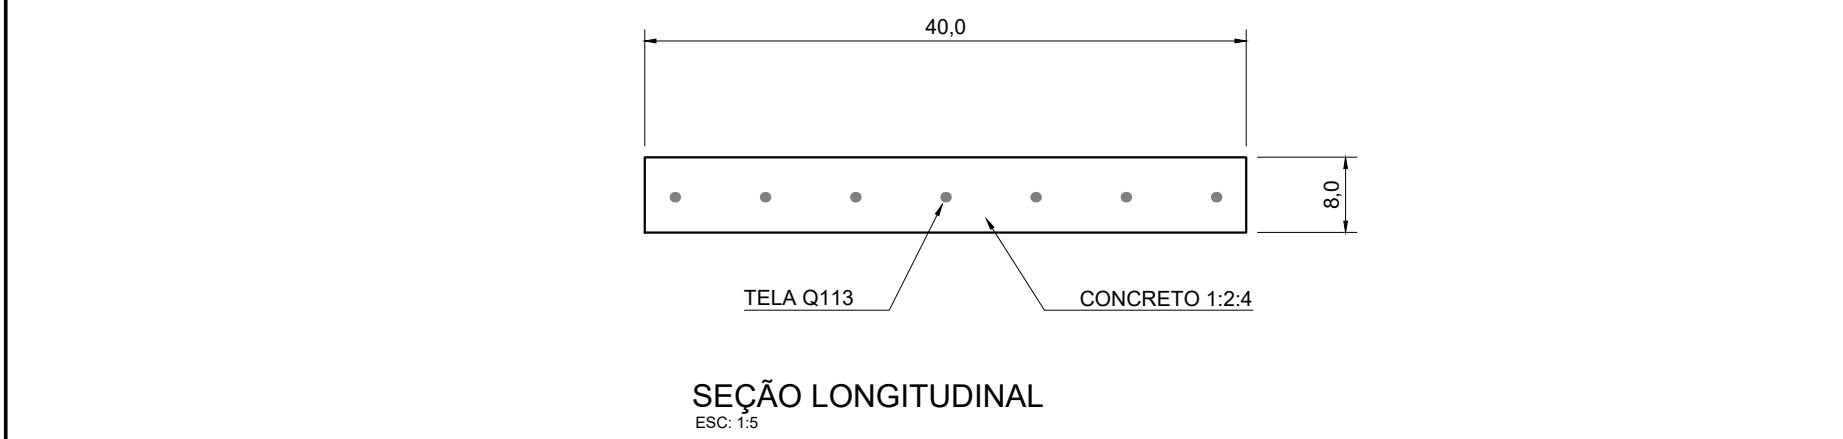 40,0
8,0
TELA Q113
CONCRETO 1:2:4
SEÇÃO LONGITUDINAL
ESC: 1:5